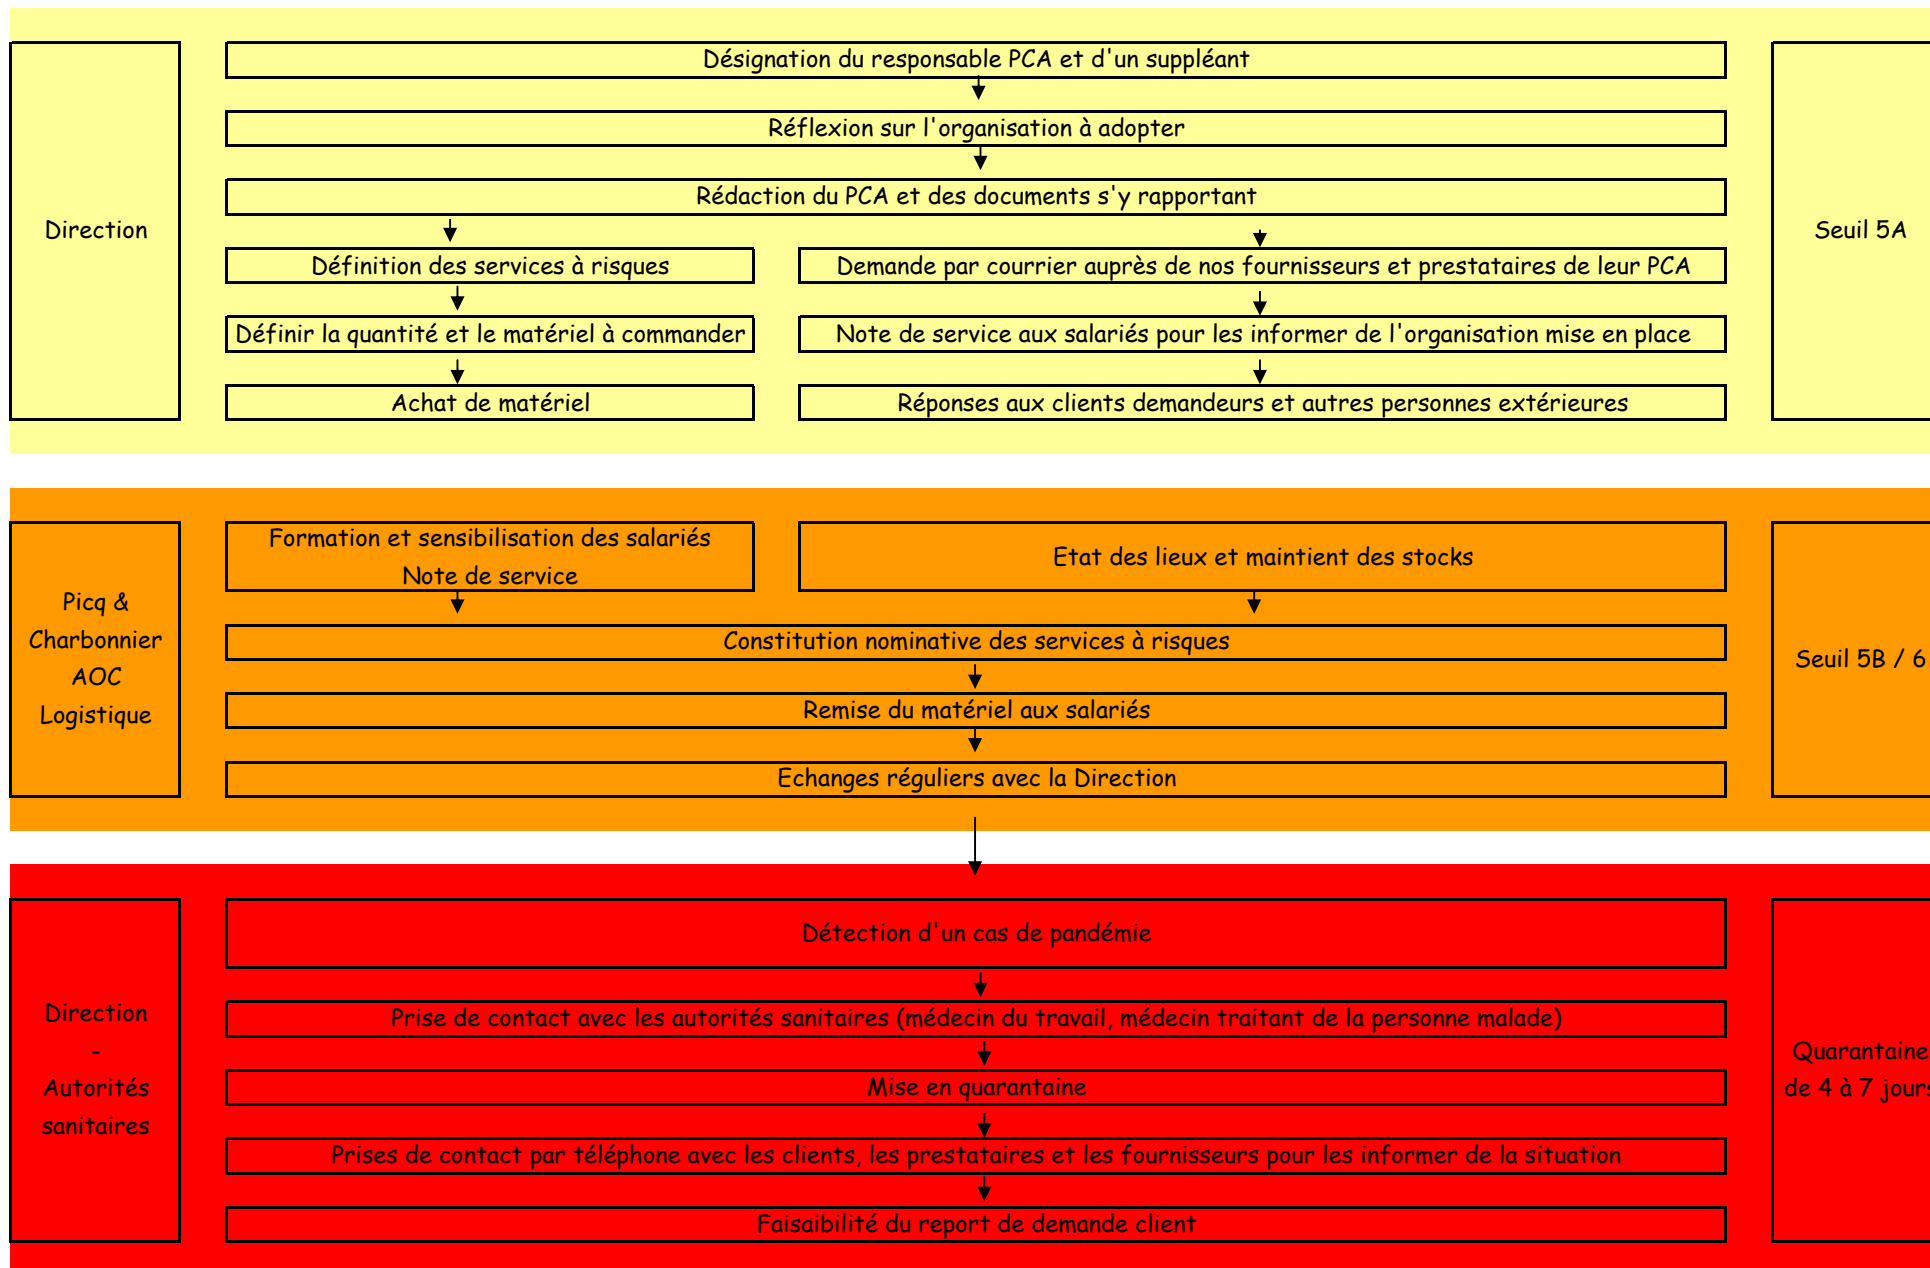 Désignation du responsable PCA et d'un suppléant
Réflexion sur l'organisation à adopter
Rédaction du PCA et des documents s'y rapportant
Direction
Seuil 5A
Définition des services à risques
Demande par courrier auprès de nos fournisseurs et prestataires de leur PCA
Définir la quantité et le matériel à commander
Note de service aux salariés pour les informer de l'organisation mise en place
Achat de matériel
Réponses aux clients demandeurs et autres personnes extérieures
Formation et sensibilisation des salariés
Note de service
Etat des lieux et maintient des stocks
Picq &
Charbonnier
AOC
Logistique
Constitution nominative des services à risques
Seuil 5B / 6
Remise du matériel aux salariés
Echanges réguliers avec la Direction
Détection d'un cas de pandémie
Direction
-
Autorités
sanitaires
Prise de contact avec les autorités sanitaires (médecin du travail, médecin traitant de la personne malade)
Quarantaine
de 4 à 7 jours
Mise en quarantaine
Prises de contact par téléphone avec les clients, les prestataires et les fournisseurs pour les informer de la situation
Faisaibilité du report de demande client